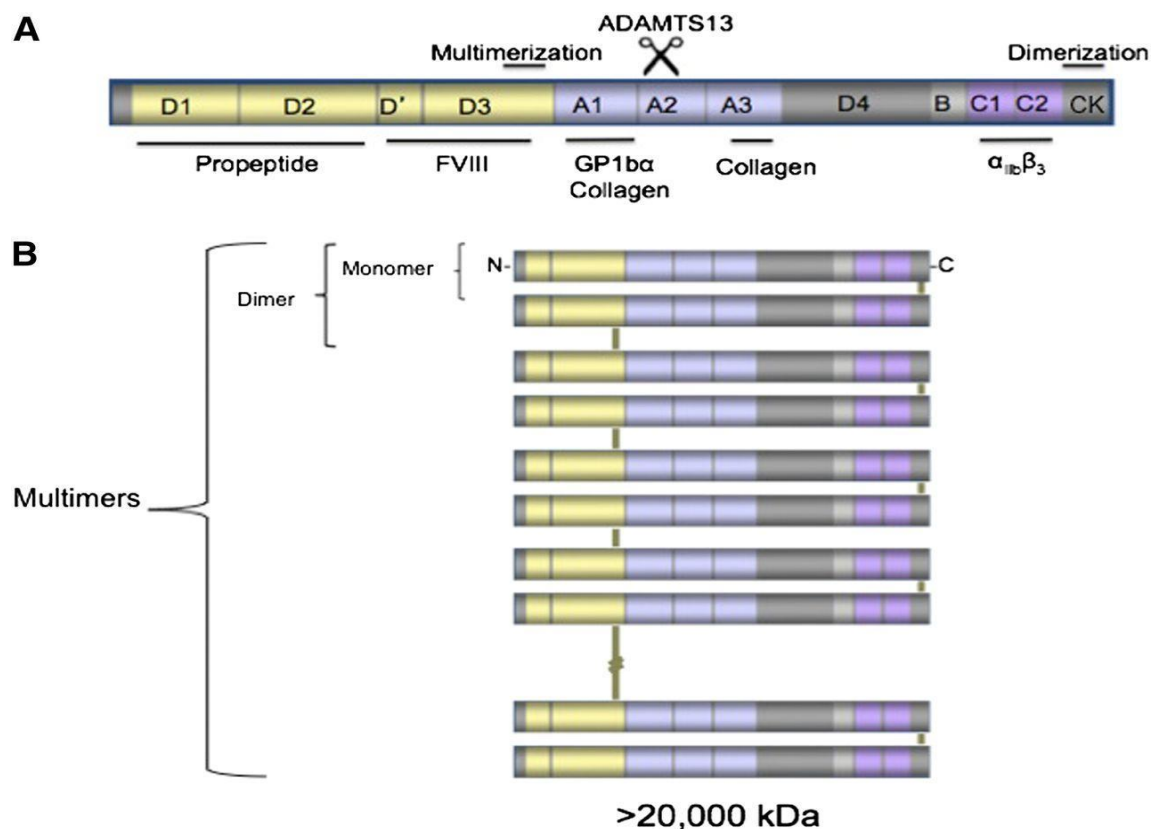 A
ADAMTS13
Multimerization
Dimerization
D1 D2 D' D3 A1 A2 A3 D4 B C1 C2 CK
Propeptide FVIII GP1bα Collagen αIIbβ3
Collagen
B
Monomer
N- -C
Dimer
Multimers
>20,000 kDa